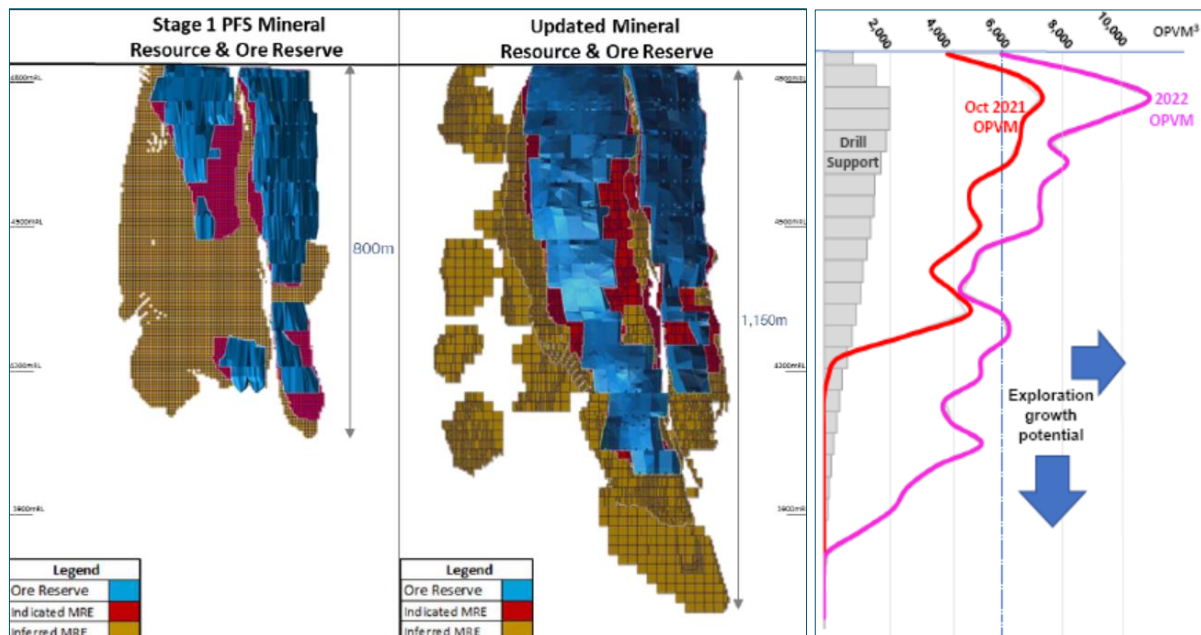 Stage 1 PFS Mineral
Resource & Ore Reserve
800m
Legend
Ore Reserve
Indicated MRE
Inferred MRE
Updated Mineral
Resource & Ore Reserve
1,150m
Legend
Ore Reserve
Indicated MRE
Inferred MRE
2,000
4,000
6,000
8,000
10,000
OPVM³
Oct 2021
OPVM
2022
OPVM
Drill
Support
Exploration
growth
potential